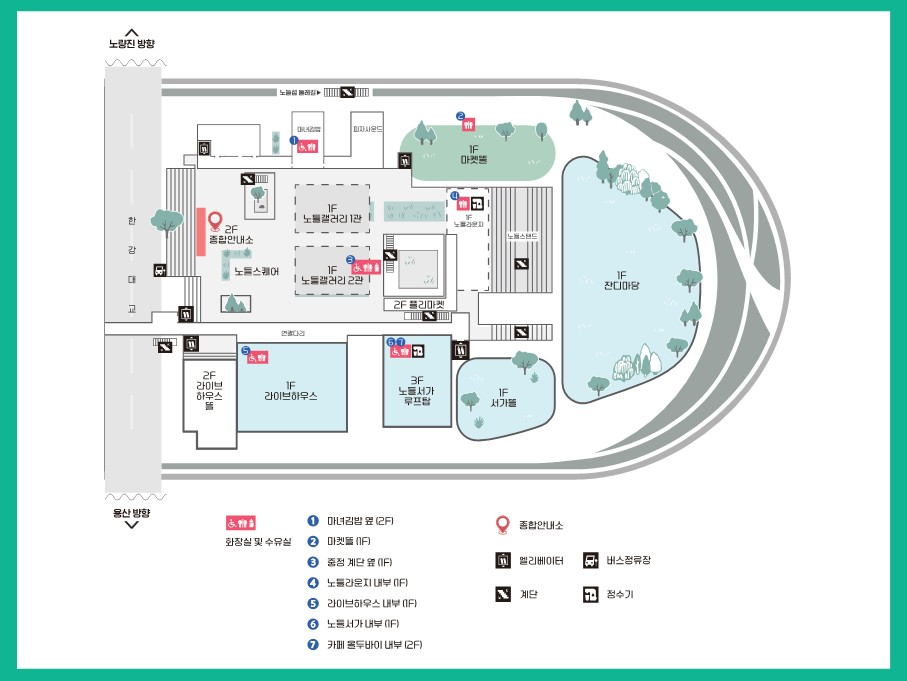 노량진 방향
노들섬 둘레길 ▶
마녀김밥
피자사운드
1
2
1F
마켓뜰
한
강
대
교
2F
종합안내소
노들스퀘어
1F
노들갤러리 1관
1F
노들갤러리 2관
3
4
1F
노들라운지
노들스탠드
1F
잔디마당
2F 플리마켓
연결다리
5
6 7
2F
라이브
하우스
뜰
1F
라이브하우스
3F
노들서가
루프탑
1F
서가뜰
용산 방향
화장실 및 수유실
1 마녀김밥 옆 (2F)
2 마켓뜰 (1F)
3 중정 계단 옆 (1F)
4 노들라운지 내부 (1F)
5 라이브하우스 내부 (1F)
6 노들서가 내부 (1F)
7 카페 올두바이 내부 (2F)
종합안내소
엘리베이터
버스정류장
계단
정수기